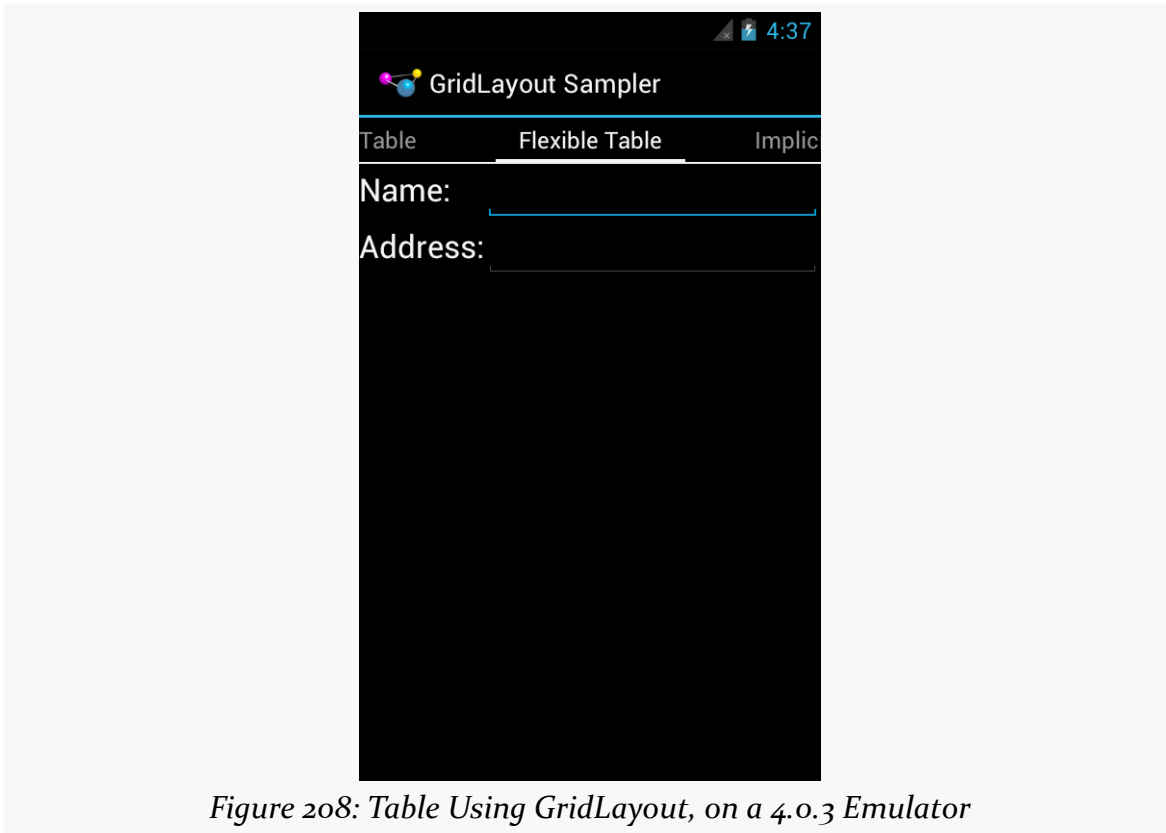 4:37
GridLayout Sampler
Table Flexible Table Implic
Name:
Address:
Figure 208: Table Using GridLayout, on a 4.0.3 Emulator